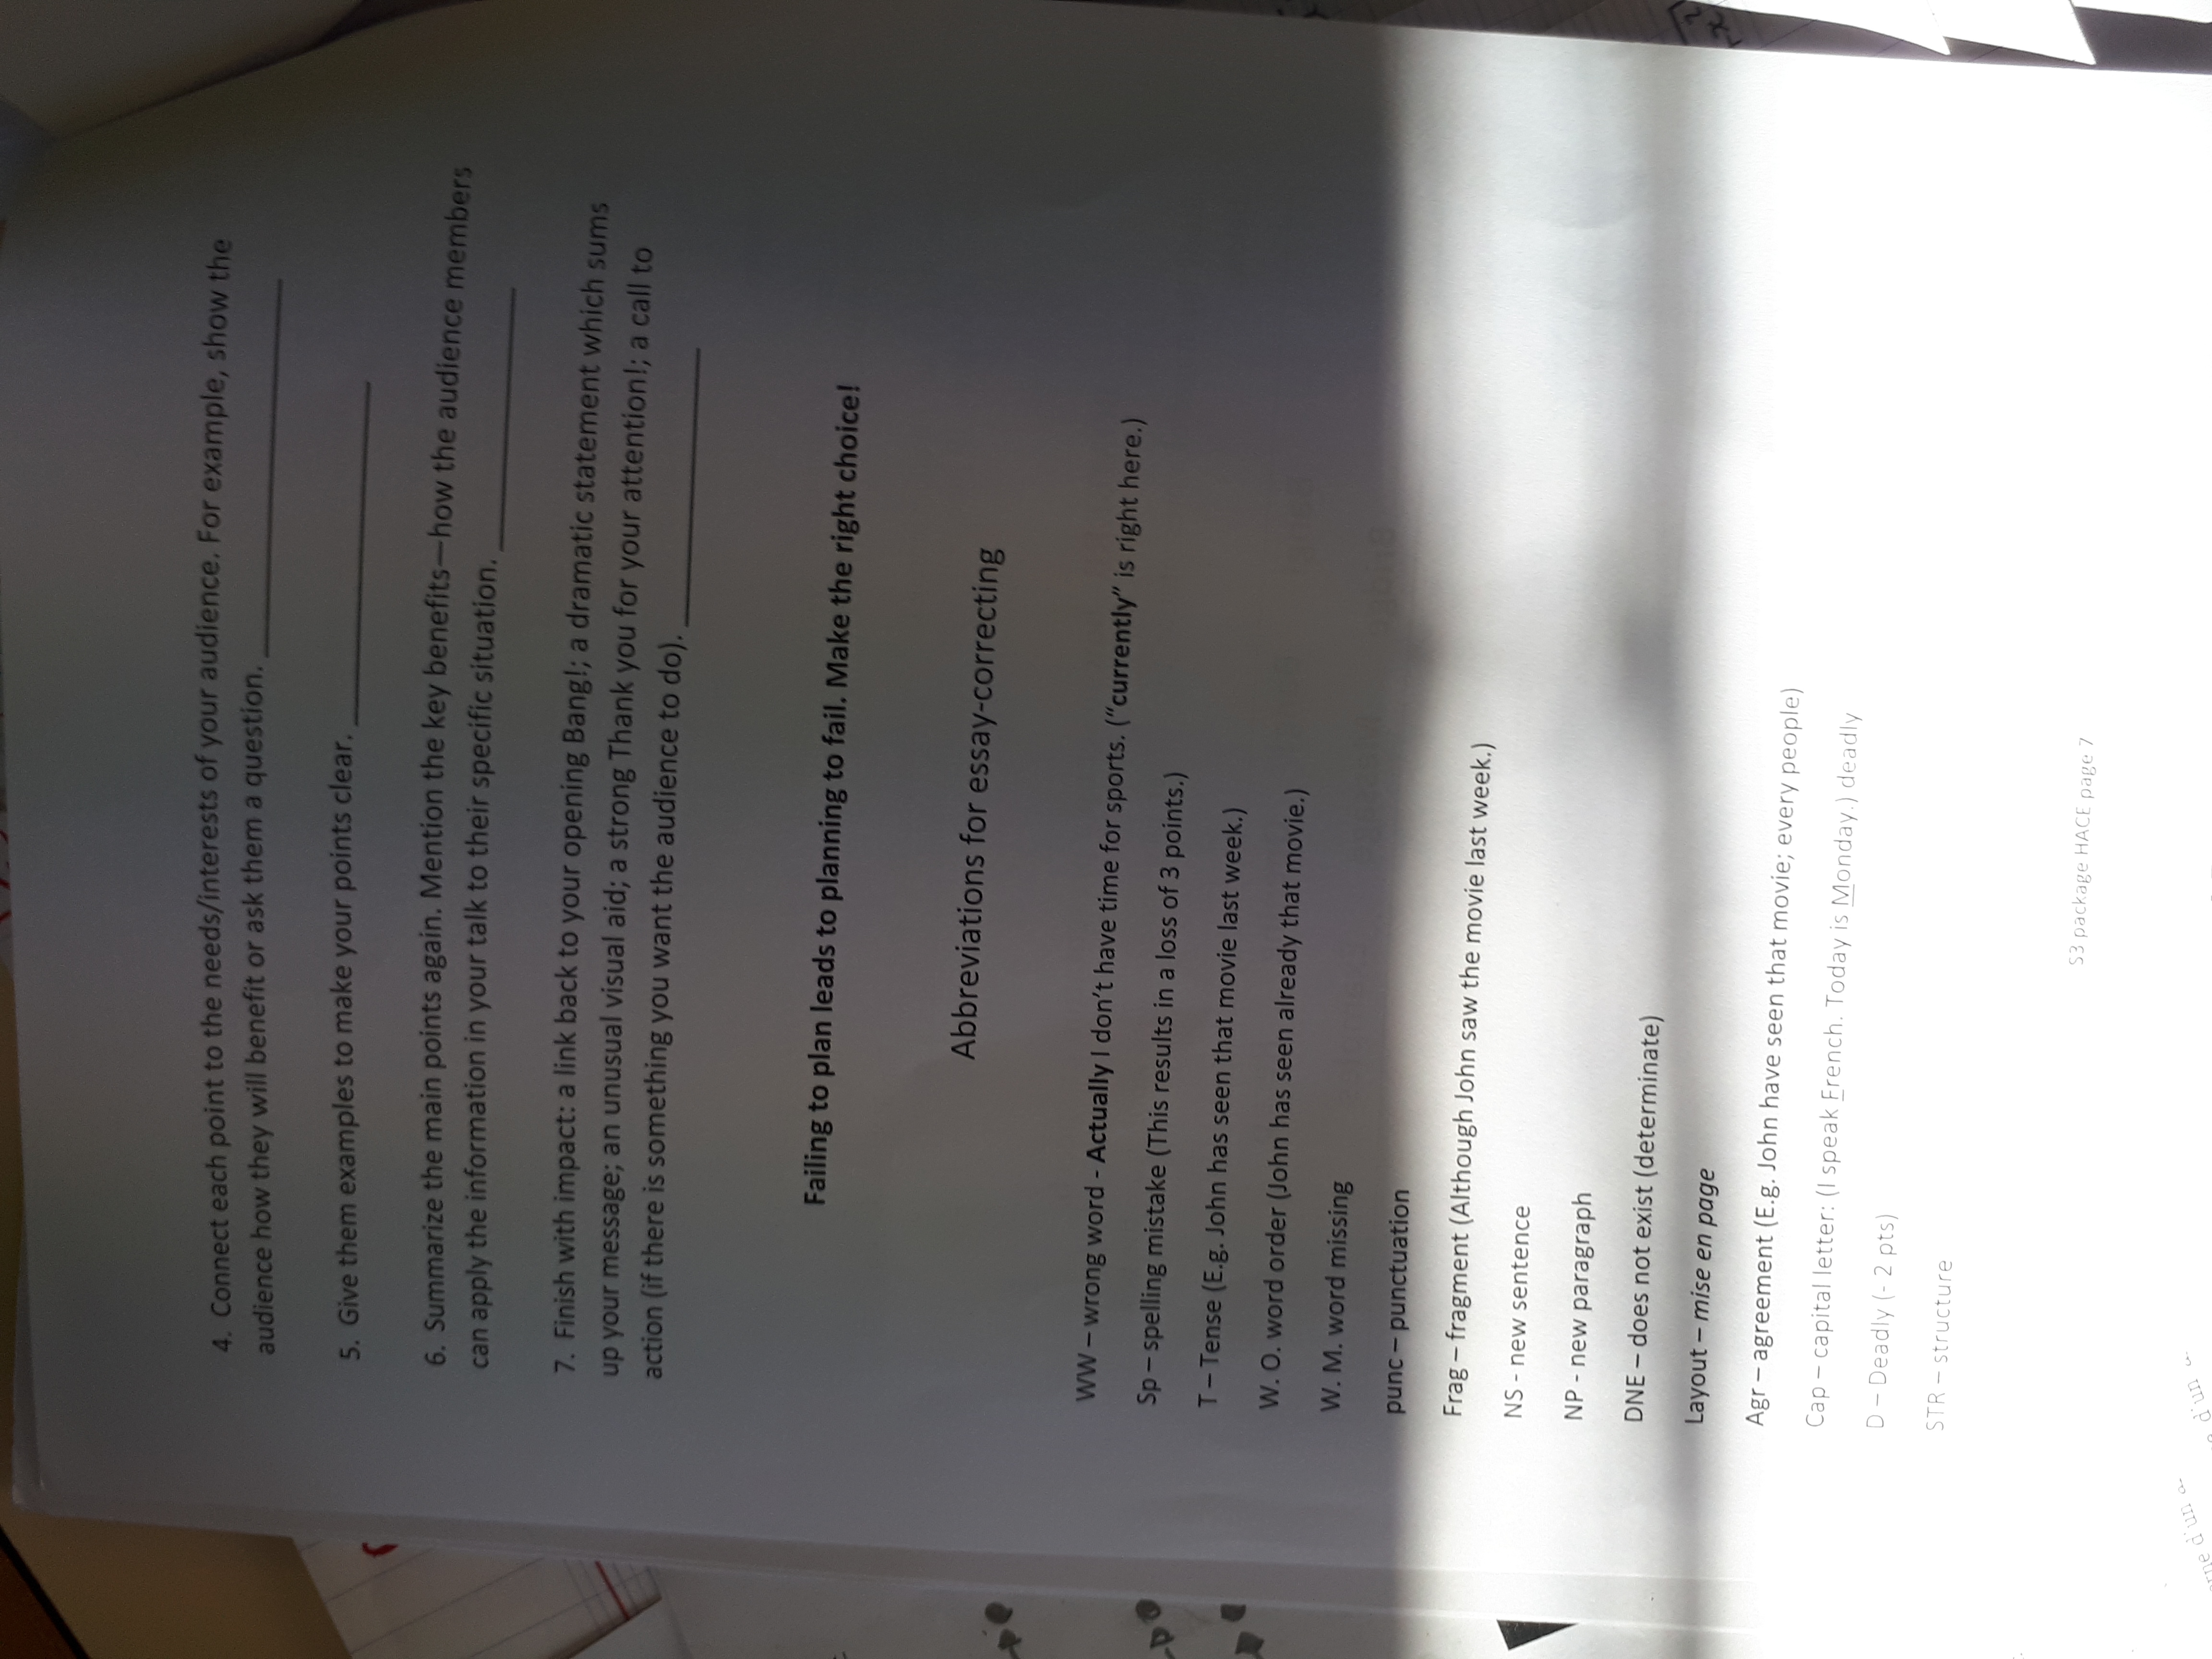 4. Connect each point to the needs/interests of your audience. For example, show the
audience how they will benefit or ask them a question.
5. Give them examples to make your points clear.
6. Summarize the main points again. Mention the key benefits—how the audience members
can apply the information in your talk to their specific situation.
7. Finish with impact: a link back to your opening Bang!; a dramatic statement which sums
up your message; an unusual visual aid; a strong Thank you for your attention!; a call to
action (if there is something you want the audience to do).
Failing to plan leads to planning to fail. Make the right choice!
Abbreviations for essay-correcting
WW – wrong word - Actually I don't have time for sports. ("currently" is right here.)
Sp – spelling mistake (This results in a loss of 3 points.)
T – Tense (E.g. John has seen that movie last week.)
W. O. word order (John has seen already that movie.)
W. M. word missing
punc – punctuation
Frag – fragment (Although John saw the movie last week.)
NS - new sentence
NP - new paragraph
DNE – does not exist (determinate)
Layout – mise en page
Agr – agreement (E.g. John have seen that movie; every people)
Cap – capital letter: (I speak French. Today is Monday.) deadly
D – Deadly (- 2 pts)
STR – structure
S3 package HACE page 7